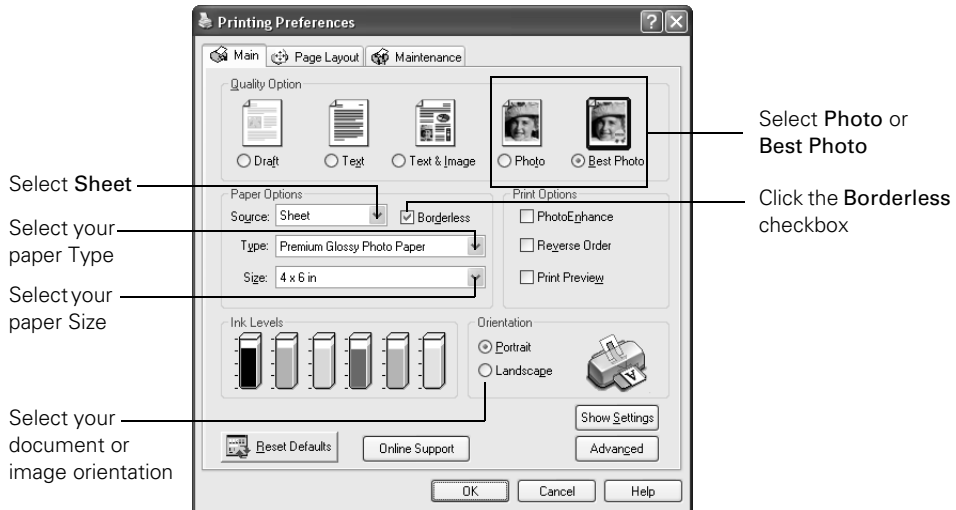 Printing Preferences
Main Page Layout Maintenance
Quality Option
Draft Text Text & Image Photo Best Photo
Select Photo or
Best Photo
Select Sheet
Paper Options
Source: Sheet Borderless
Print Options
PhotoEnhance
Click the Borderless
checkbox
Select your
paper Type
Type: Premium Glossy Photo Paper
Reverse Order
Select your
paper Size
Size: 4 x 6 in
Print Preview
Ink Levels
Orientation
Portrait
Landscape
A
Select your
document or
image orientation
Show Settings
Reset Defaults Online Support Advanced
OK Cancel Help